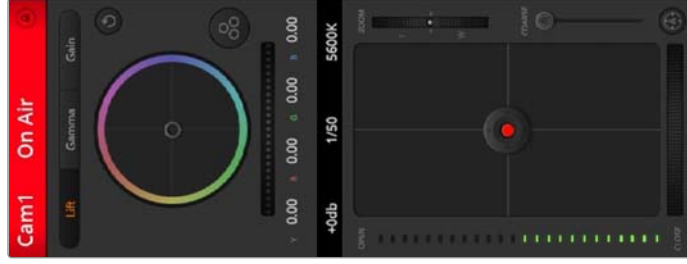 Cam1 On Air
Lift Gamma Gain
Y 0.00 R 0.00 G 0.00 B 0.00
+0db 1/50 5600K
OPEN
CLOSE
ZOOM
T
W
COARSE
A